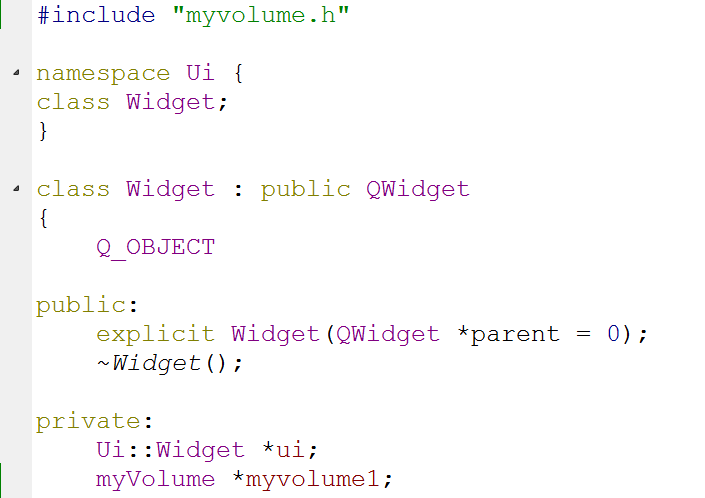 #include "myvolume.h"
namespace Ui {
class Widget;
}
class Widget : public QWidget
{
    Q_OBJECT
public:
    explicit Widget(QWidget *parent = 0);
    ~Widget();
private:
    Ui::Widget *ui;
    myVolume *myvolume1;